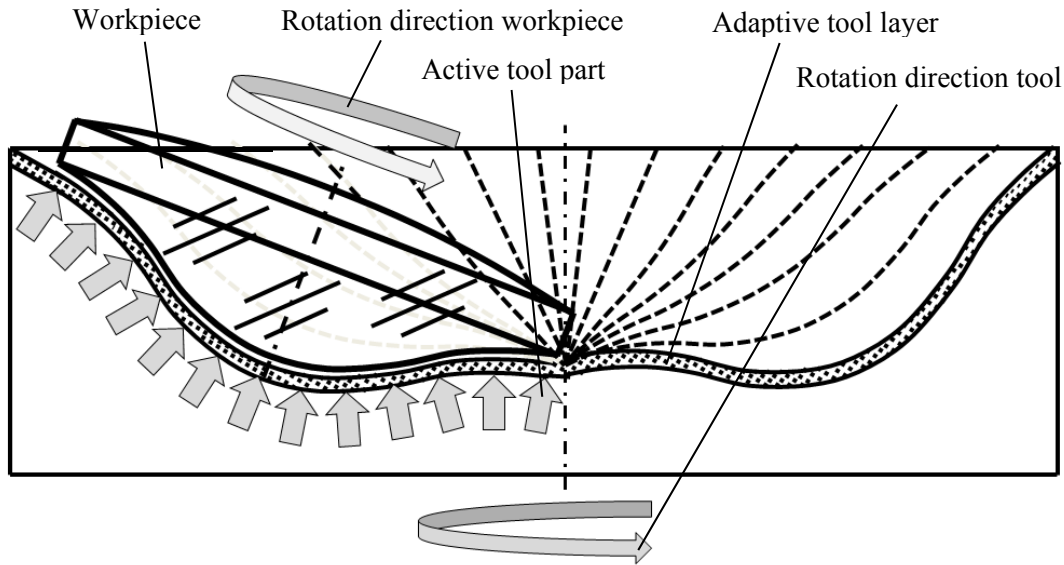 Workpiece
Rotation direction workpiece
Adaptive tool layer
Active tool part
Rotation direction tool